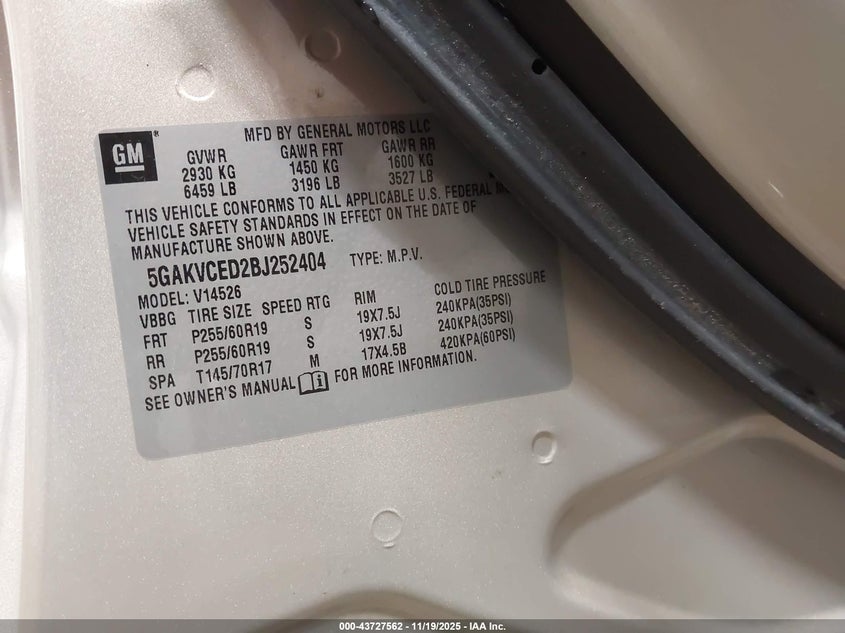 GM
MFD BY GENERAL MOTORS LLC
GVWR GAWR FRT GAWR RR
2930 KG 1450 KG 1600 KG
6459 LB 3196 LB 3527 LB
THIS VEHICLE CONFORMS TO ALL APPLICABLE U.S. FEDERAL
VEHICLE SAFETY STANDARDS IN EFFECT ON THE DATE OF
MANUFACTURE SHOWN ABOVE.
5GAKVCED2BJ252404 TYPE: M.P.V.
MODEL: V14526
VBBG TIRE SIZE SPEED RTG RIM COLD TIRE PRESSURE
FRT P255/60R19 S 19X7.5J 240KPA(35PSI)
RR P255/60R19 S 19X7.5J 240KPA(35PSI)
SPA T145/70R17 M 17X4.5B 420KPA(60PSI)
SEE OWNER'S MANUAL FOR MORE INFORMATION.
000-43727562 - 11/19/2025 - IAA Inc.